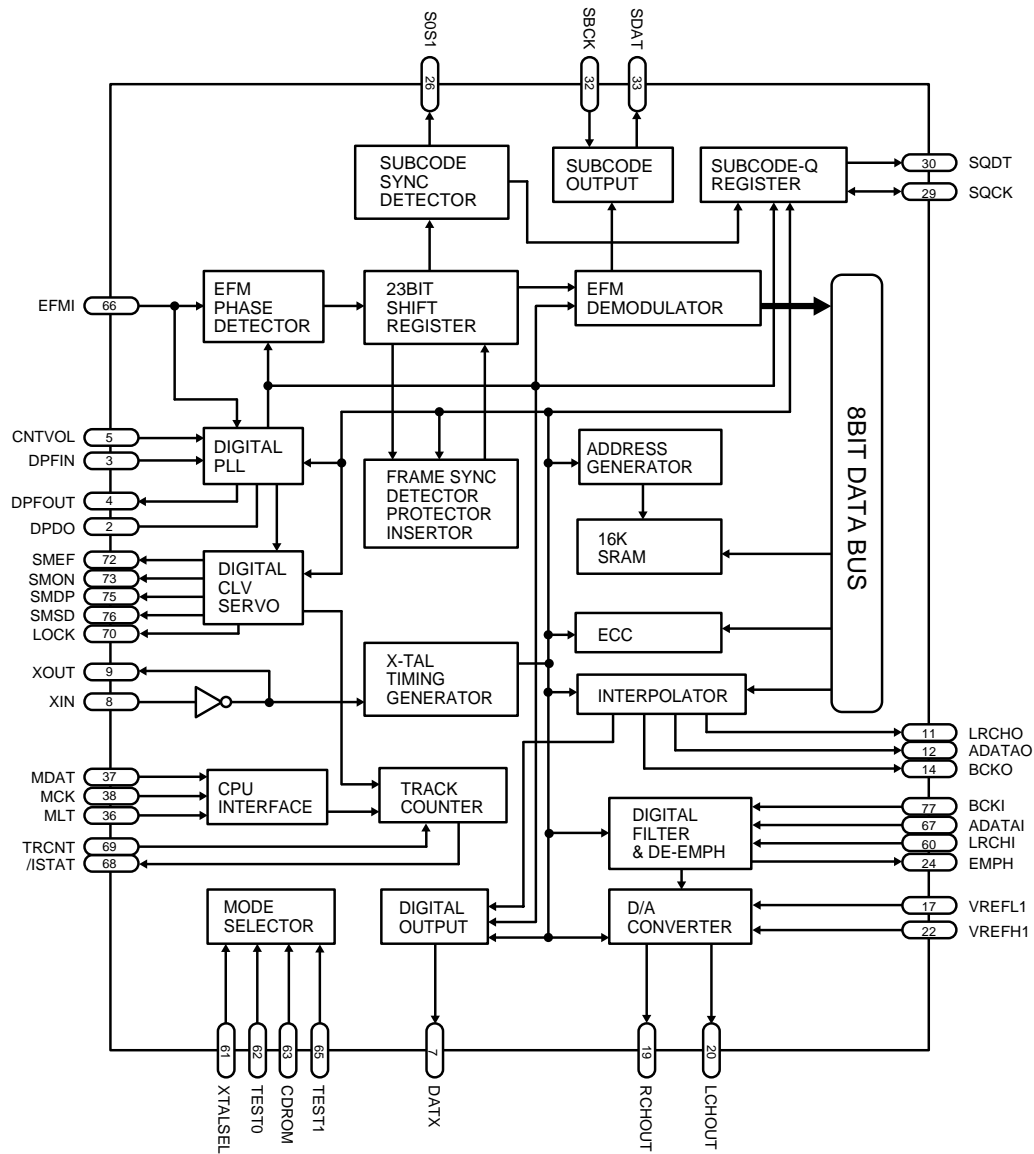 S0S1
SBCK
SDAT
26
32
33
SUBCODE
SYNC
DETECTOR
SUBCODE
OUTPUT
SUBCODE-Q
REGISTER
30 SQDT
29 SQCK
EFMI 66
EFM
PHASE
DETECTOR
23BIT
SHIFT
REGISTER
EFM
DEMODULATOR
8BIT DATA BUS
CNTVOL 5
DPFIN 3
DPFOUT 4
DPDO 2
DIGITAL
PLL
FRAME SYNC
DETECTOR
PROTECTOR
INSERTOR
ADDRESS
GENERATOR
16K
SRAM
SMEF 72
SMON 73
SMDP 75
SMSD 76
LOCK 70
DIGITAL
CLV
SERVO
ECC
XOUT 9
XIN 8
X-TAL
TIMING
GENERATOR
INTERPOLATOR
11 LRCHO
12 ADATAO
14 BCKO
MDAT 37
MCK 38
MLT 36
TRCNT 69
/ISTAT 68
CPU
INTERFACE
TRACK
COUNTER
DIGITAL
FILTER
& DE-EMPH
77 BCKI
67 ADATAI
60 LRCHI
24 EMPH
MODE
SELECTOR
DIGITAL
OUTPUT
D/A
CONVERTER
17 VREFL1
22 VREFH1
61
62
63
65
7
19
20
XTALSEL
TEST0
CDROM
TEST1
DATX
RCHOUT
LCHOUT